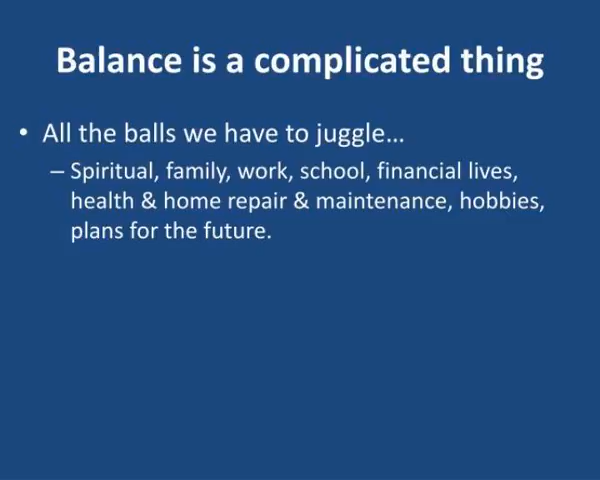 Balance is a complicated thing
• All the balls we have to juggle…
– Spiritual, family, work, school, financial lives,
health & home repair & maintenance, hobbies,
plans for the future.